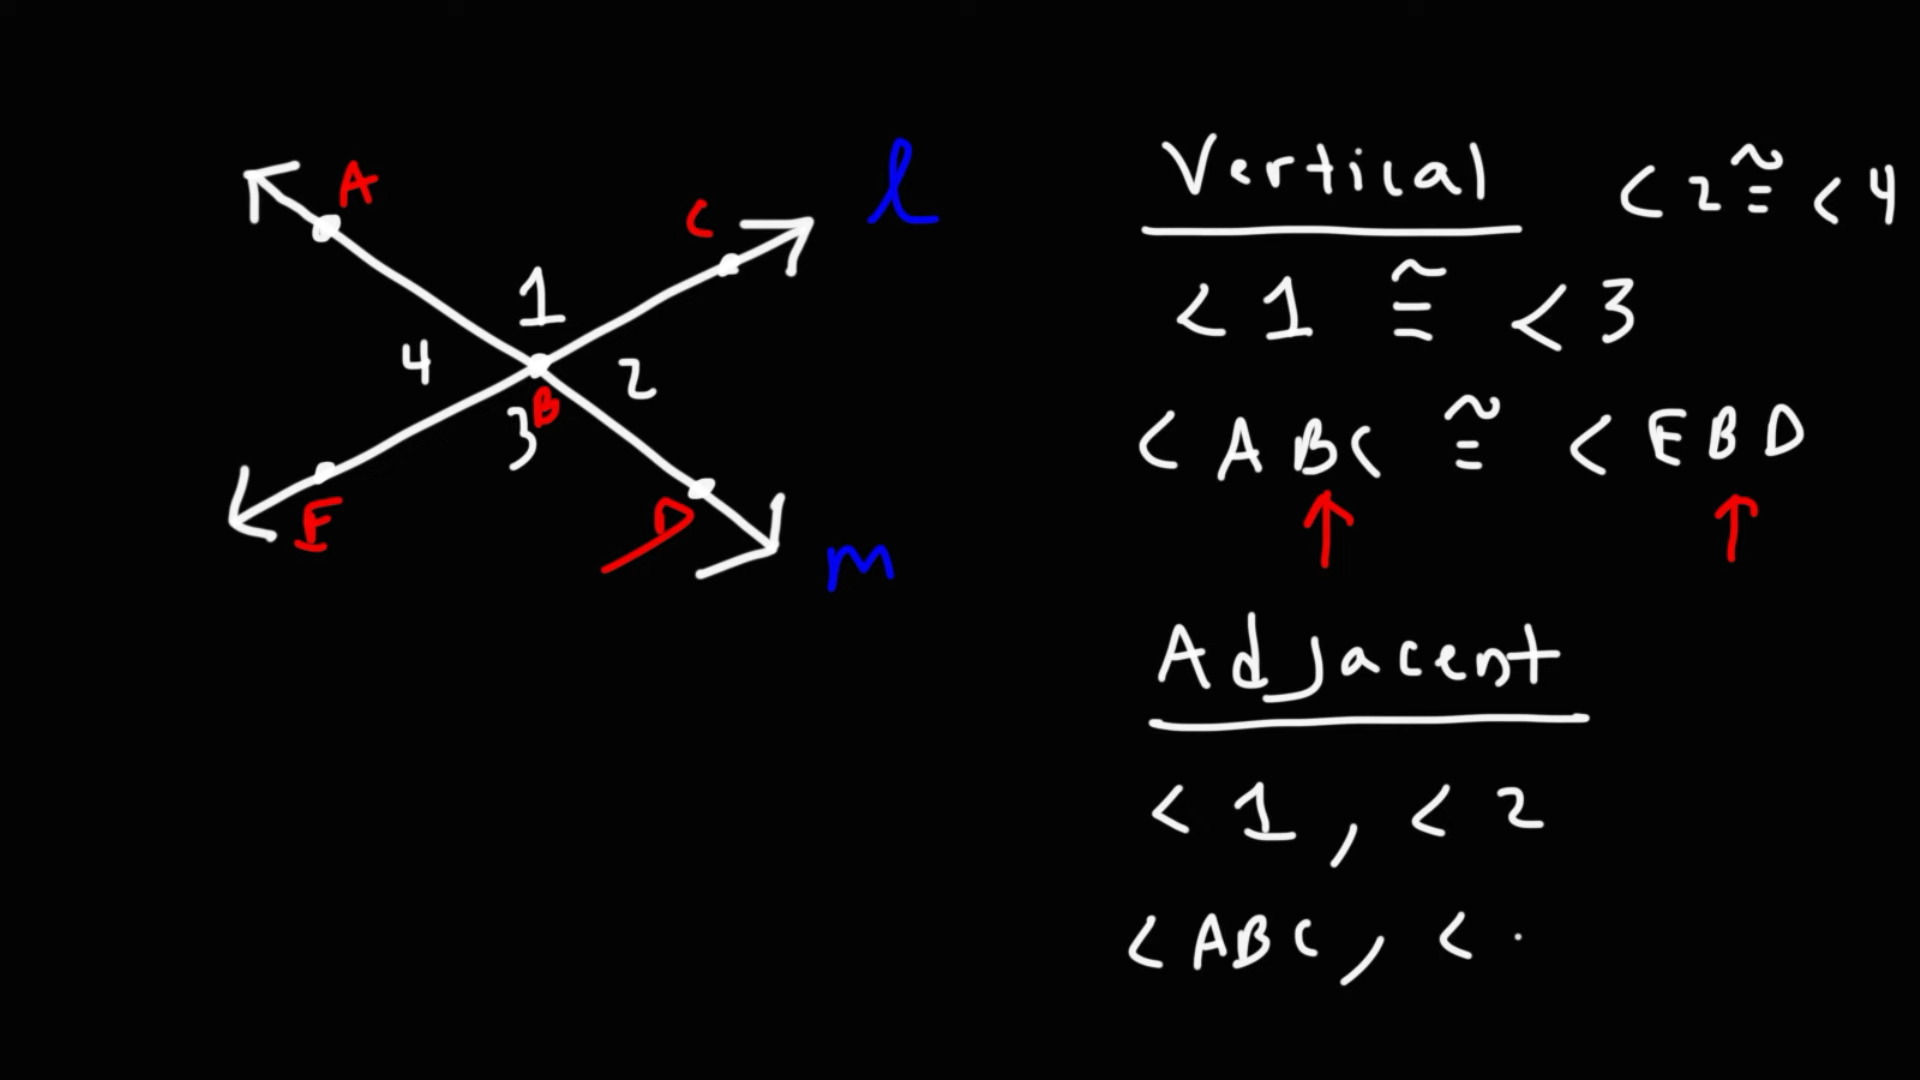 A
C
l
1
4
2
B
3
E
D
m
Vertical
<2 ≅ <4
<1 ≅ <3
<ABC ≅ <EBD
Adjacent
<1, <2
<ABC, <